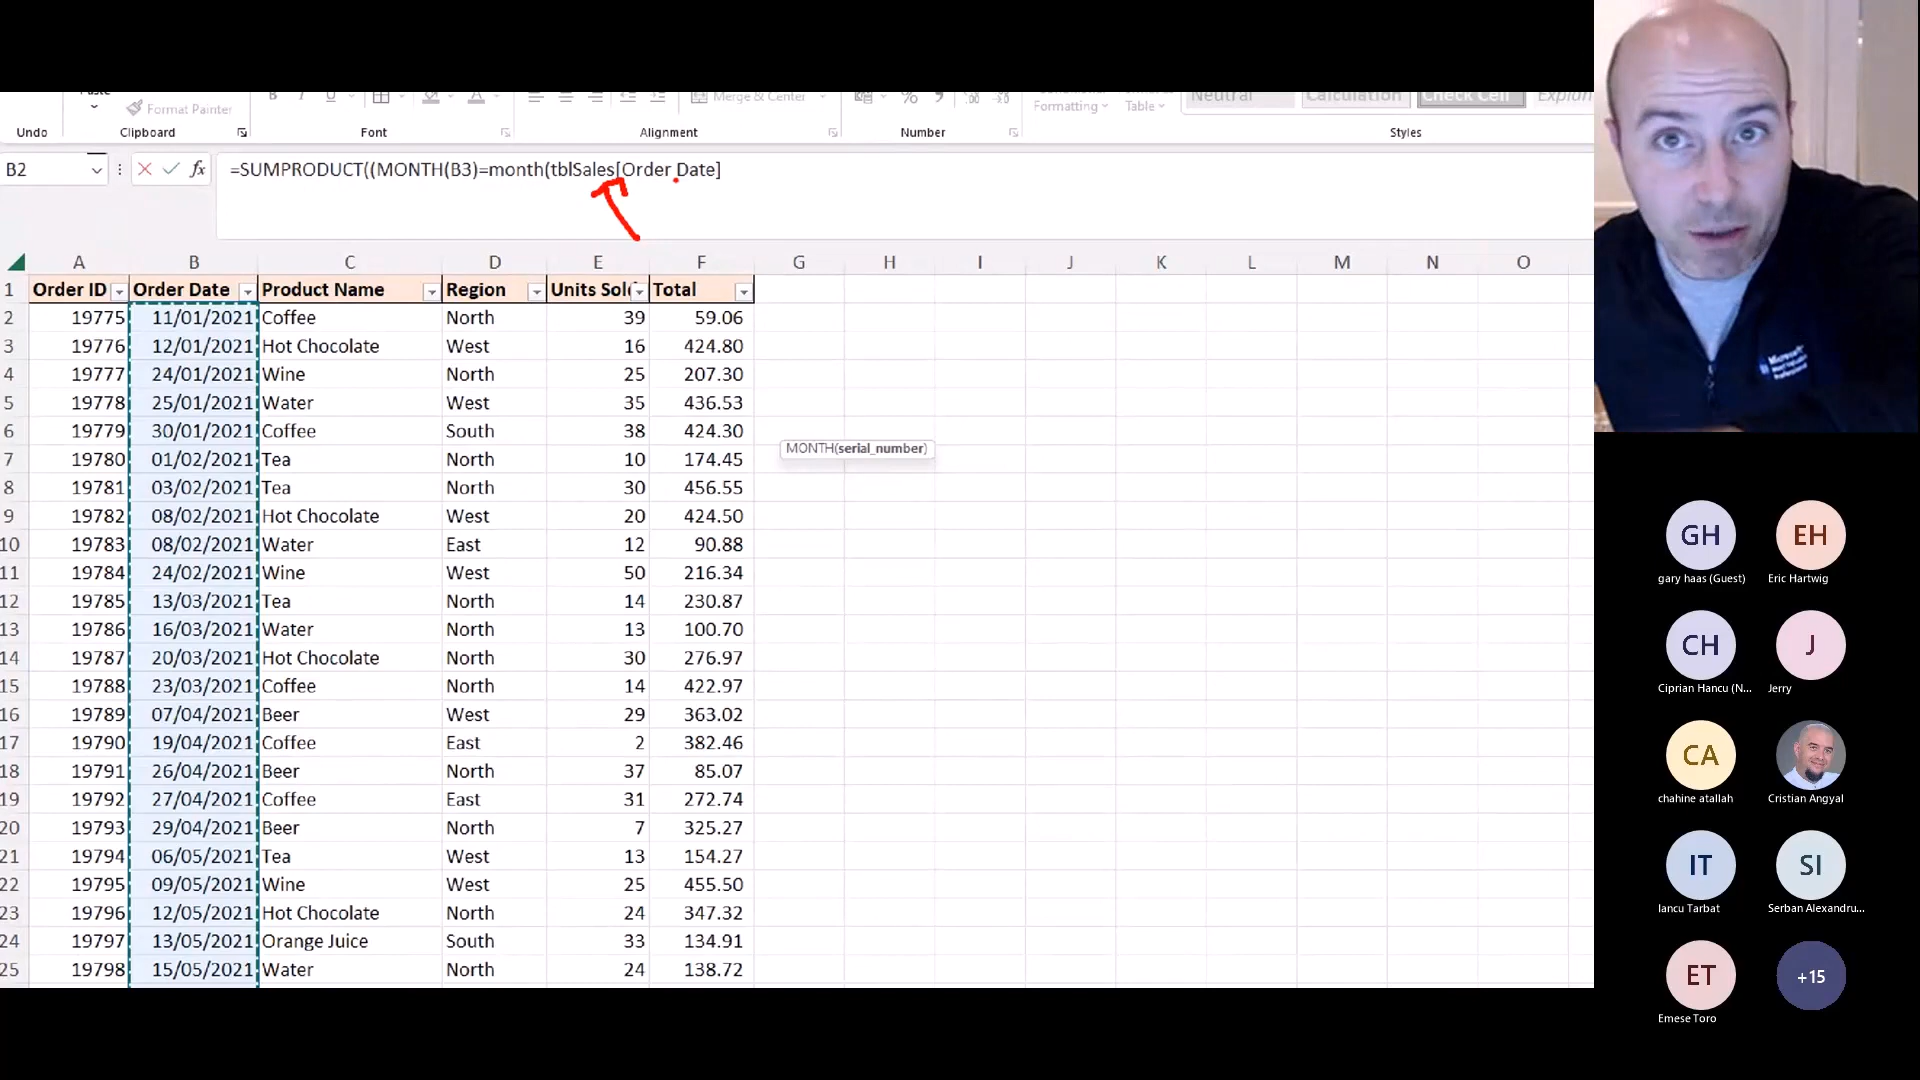 Paste
Format Painter
B I U A
Merge & Center
%
Formatting
Table
Neutral Calculation Check Cell Explan
Undo Clipboard Font Alignment Number Styles
B2 fx =SUMPRODUCT((MONTH(B3)=month(tblSales[Order Date]
A B C D E F G H I J K L M N O
1 Order ID Order Date Product Name Region Units Sol Total
2 19775 11/01/2021 Coffee North 39 59.06
3 19776 12/01/2021 Hot Chocolate West 16 424.80
4 19777 24/01/2021 Wine North 25 207.30
5 19778 25/01/2021 Water West 35 436.53
6 19779 30/01/2021 Coffee South 38 424.30
MONTH(serial_number)
7 19780 01/02/2021 Tea North 10 174.45
8 19781 03/02/2021 Tea North 30 456.55
9 19782 08/02/2021 Hot Chocolate West 20 424.50
10 19783 08/02/2021 Water East 12 90.88
11 19784 24/02/2021 Wine West 50 216.34
12 19785 13/03/2021 Tea North 14 230.87
13 19786 16/03/2021 Water North 13 100.70
14 19787 20/03/2021 Hot Chocolate North 30 276.97
15 19788 23/03/2021 Coffee North 14 422.97
16 19789 07/04/2021 Beer West 29 363.02
17 19790 19/04/2021 Coffee East 2 382.46
18 19791 26/04/2021 Beer North 37 85.07
19 19792 27/04/2021 Coffee East 31 272.74
20 19793 29/04/2021 Beer North 7 325.27
21 19794 06/05/2021 Tea West 13 154.27
22 19795 09/05/2021 Wine West 25 455.50
23 19796 12/05/2021 Hot Chocolate North 24 347.32
24 19797 13/05/2021 Orange Juice South 33 134.91
25 19798 15/05/2021 Water North 24 138.72
Microsoft
GH EH
gary haas (Guest) Eric Hartwig
CH J
Ciprian Hancu (N... Jerry
CA
chahine atallah Cristian Angyal
IT SI
Iancu Tarbat Serban Alexandru...
ET +15
Emese Toro